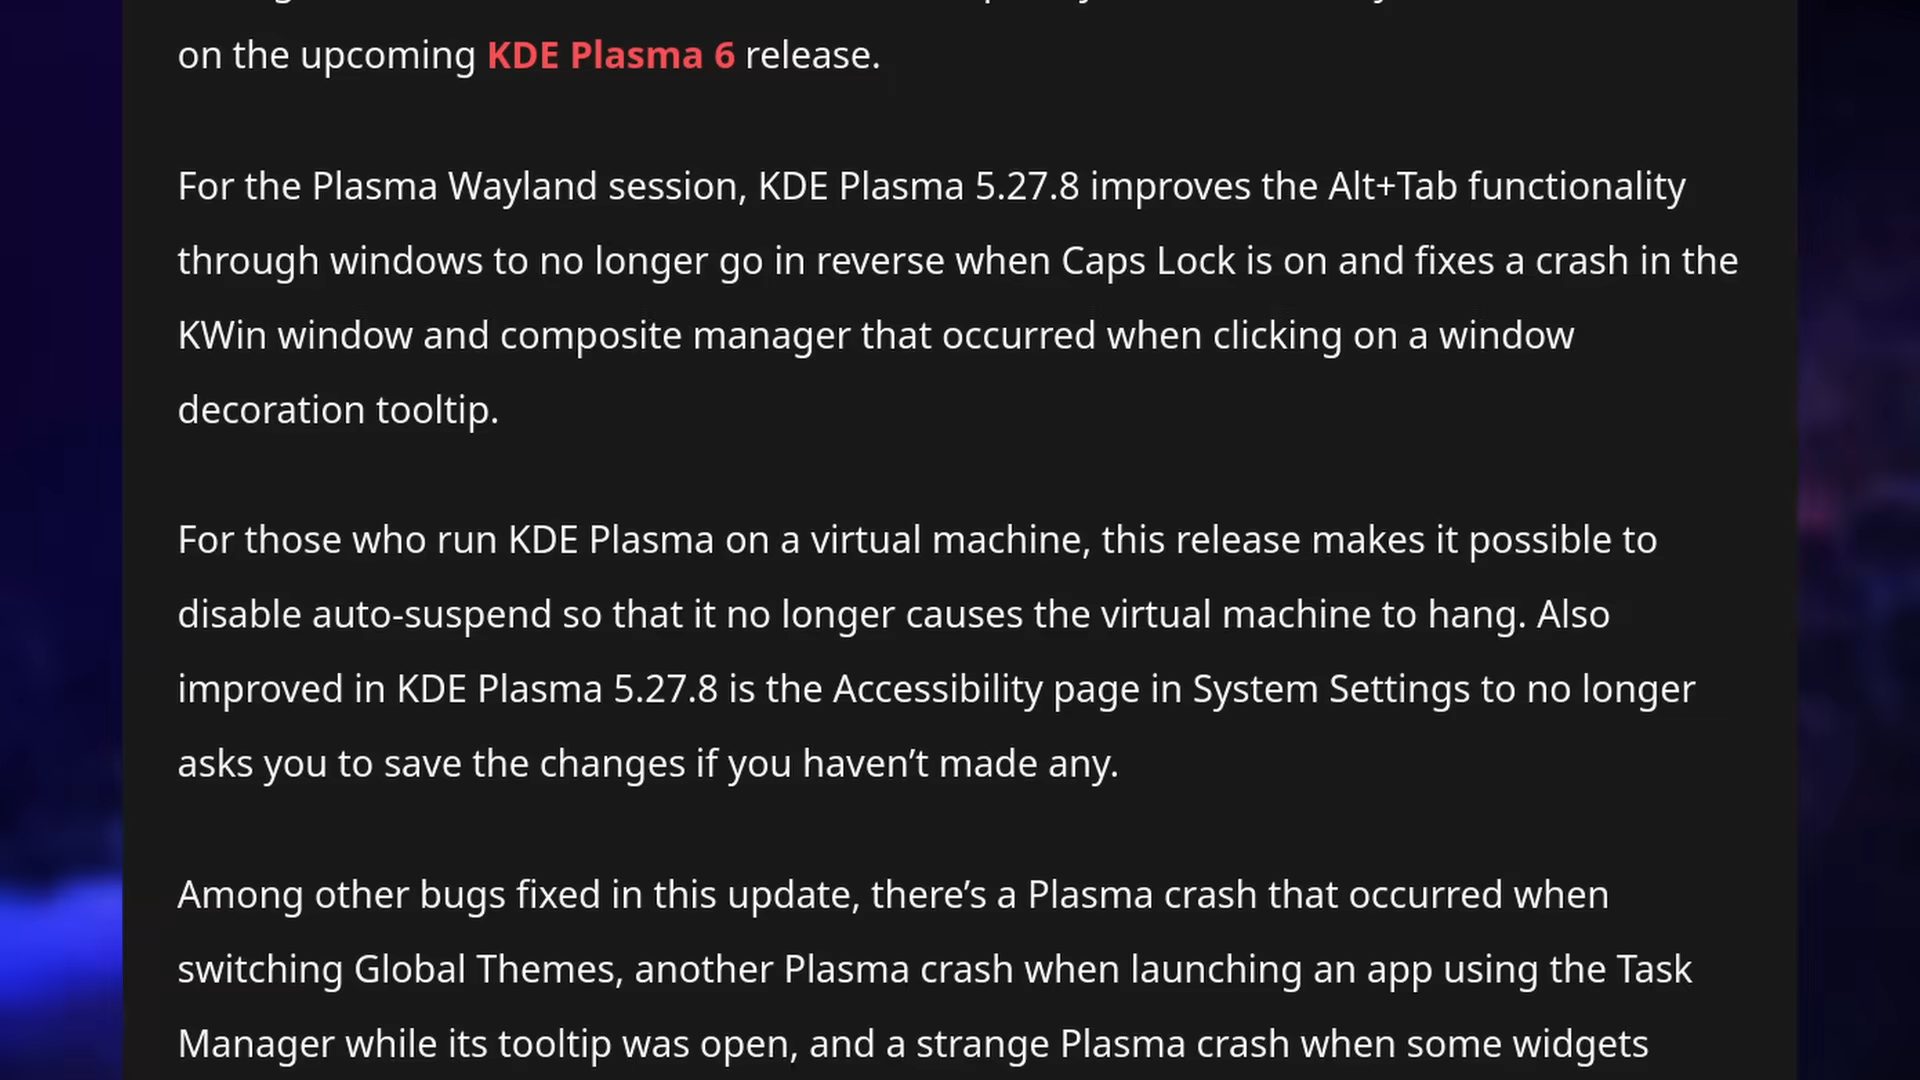 on the upcoming KDE Plasma 6 release.
For the Plasma Wayland session, KDE Plasma 5.27.8 improves the Alt+Tab functionality
through windows to no longer go in reverse when Caps Lock is on and fixes a crash in the
KWin window and composite manager that occurred when clicking on a window
decoration tooltip.
For those who run KDE Plasma on a virtual machine, this release makes it possible to
disable auto-suspend so that it no longer causes the virtual machine to hang. Also
improved in KDE Plasma 5.27.8 is the Accessibility page in System Settings to no longer
asks you to save the changes if you haven’t made any.
Among other bugs fixed in this update, there’s a Plasma crash that occurred when
switching Global Themes, another Plasma crash when launching an app using the Task
Manager while its tooltip was open, and a strange Plasma crash when some widgets